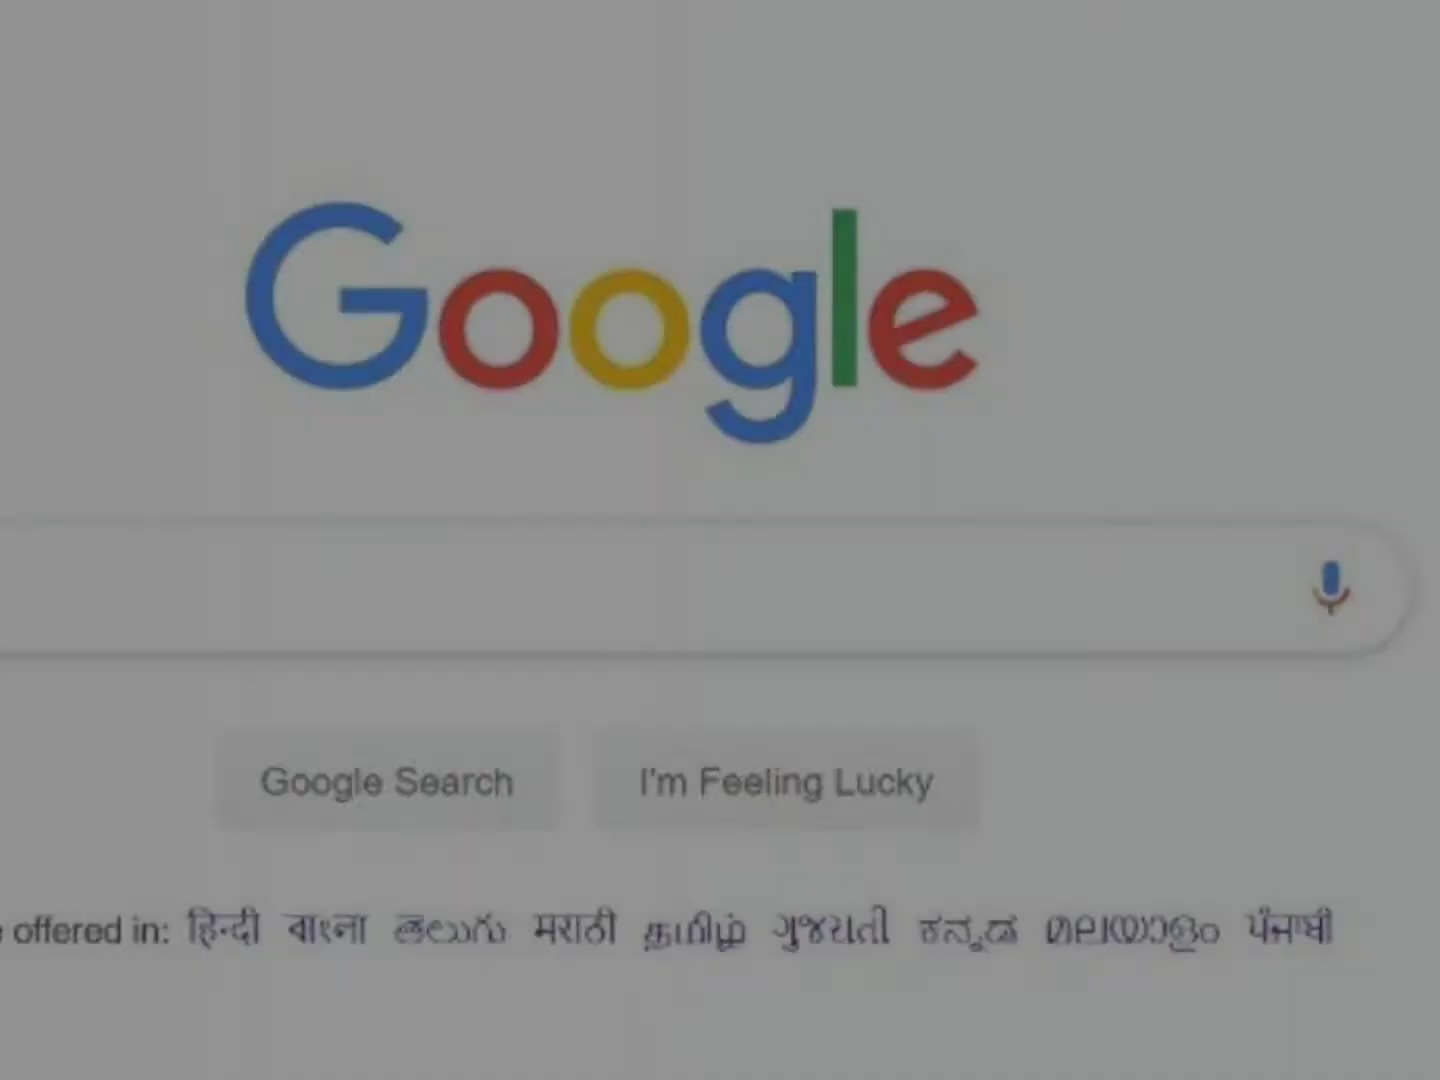 Google
Google Search
I'm Feeling Lucky
offered in: हिन्दी বাংলা తెలుగు मराठी தமிழ் ગુજરાતી ಕನ್ನಡ മലയാളം ਪੰਜਾਬੀ